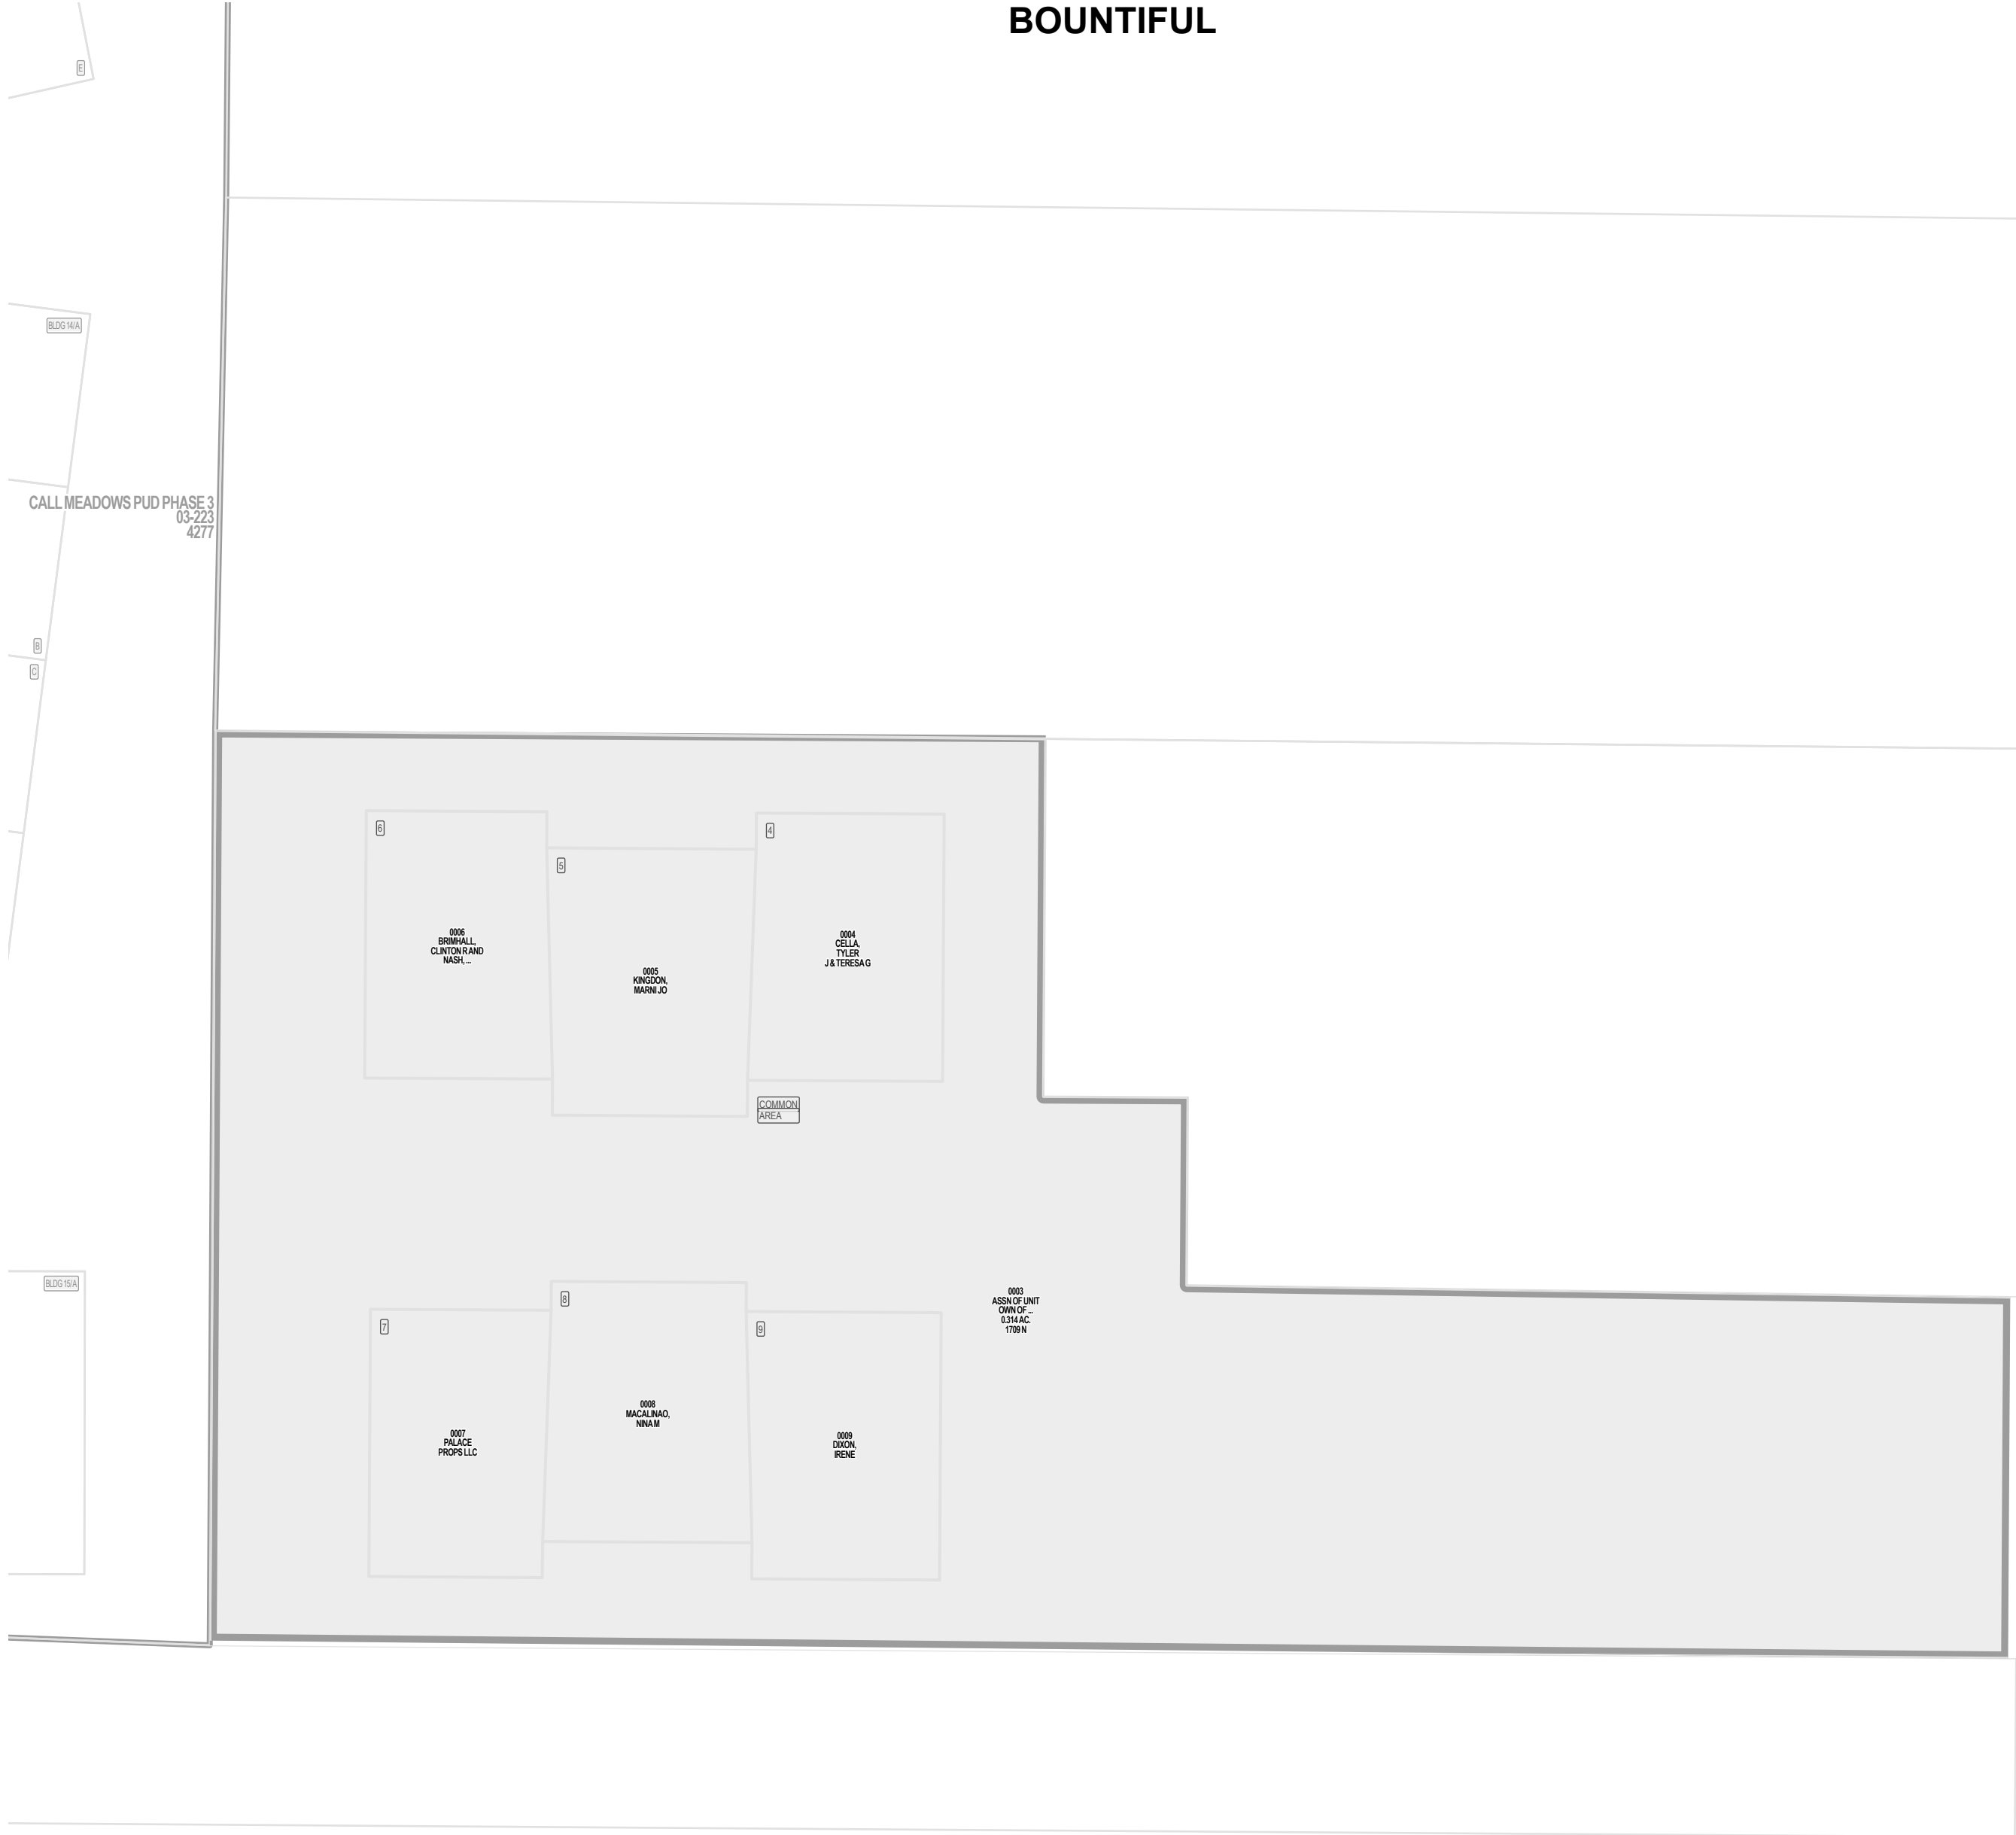 BOUNTIFUL
E
BLDG 14/A
CALL MEADOWS PUD PHASE 3
03-223
4277
B
C
6
4
5
0006
BRIMHALL,
CLINTON R AND
NASH, ...
0004
CELLA,
TYLER
J & TERESA G
0005
KINGDON,
MARNI JO
COMMON
AREA
BLDG 15/A
8
7
9
0003
ASSN OF UNIT
OWN OF ...
0.314 AC.
1709 N
0008
MACALINAO,
NINA M
0007
PALACE
PROPS LLC
0009
DIXON,
IRENE